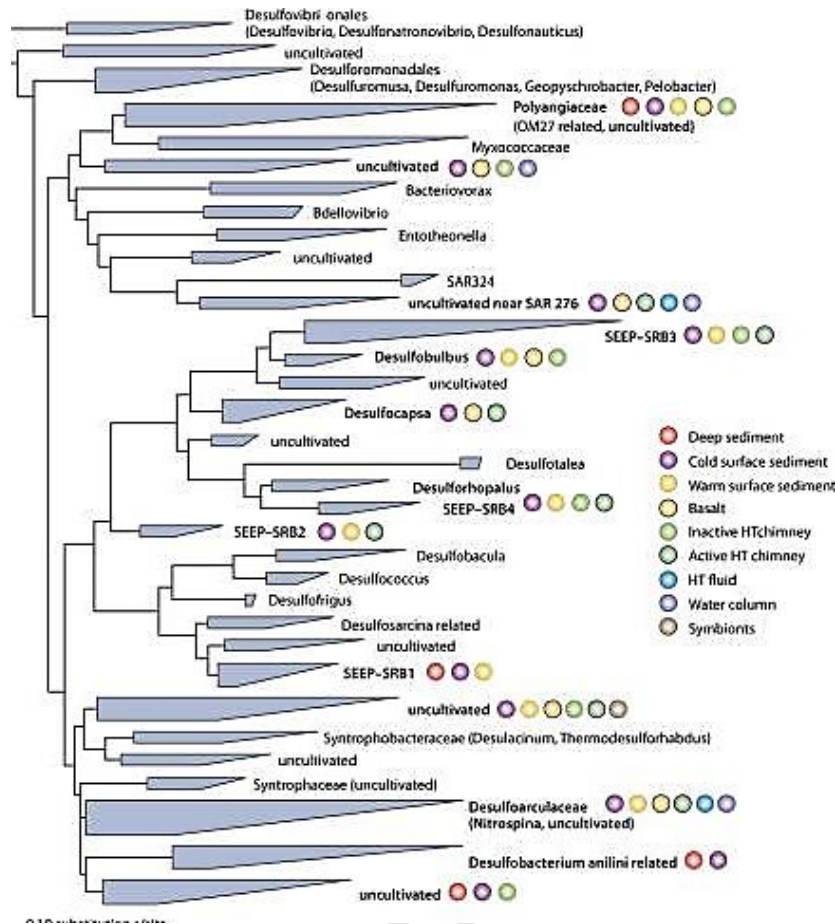 Desulfovibri onales
(Desulfovibrio, Desulfonatronovibrio, Desulfonauticus)
uncultivated
Desulforomonadales
(Desulfuromusa, Desulfuromonas, Geopyschrobacter, Pelobacter)
Polyangiaceae
(OM27 related, uncultivated)
Myxococcaceae
uncultivated
Bacteriovorax
Bdellovibrio
Entotheonella
uncultivated
SAR324
uncultivated near SAR 276
SEEP-SRB3
Desulfobulbus
uncultivated
Desulfocapsa
uncultivated
Desulfotalea
Desulforhopalus
SEEP-SRB4
SEEP-SRB2
Desulfobacula
Desulfococcus
Desulfofrigus
Desulfosarcina related
uncultivated
SEEP-SRB1
uncultivated
Syntrophobacteraceae (Desulacinum, Thermodesulforhabdus)
uncultivated
Syntrophaceae (uncultivated)
Desulfoarculaceae
(Nitrospina, uncultivated)
Desulfobacterium anilini related
uncultivated
Deep sediment
Cold surface sediment
Warm surface sediment
Basalt
Inactive HTchimney
Active HT chimney
HT fluid
Water column
Symbionts